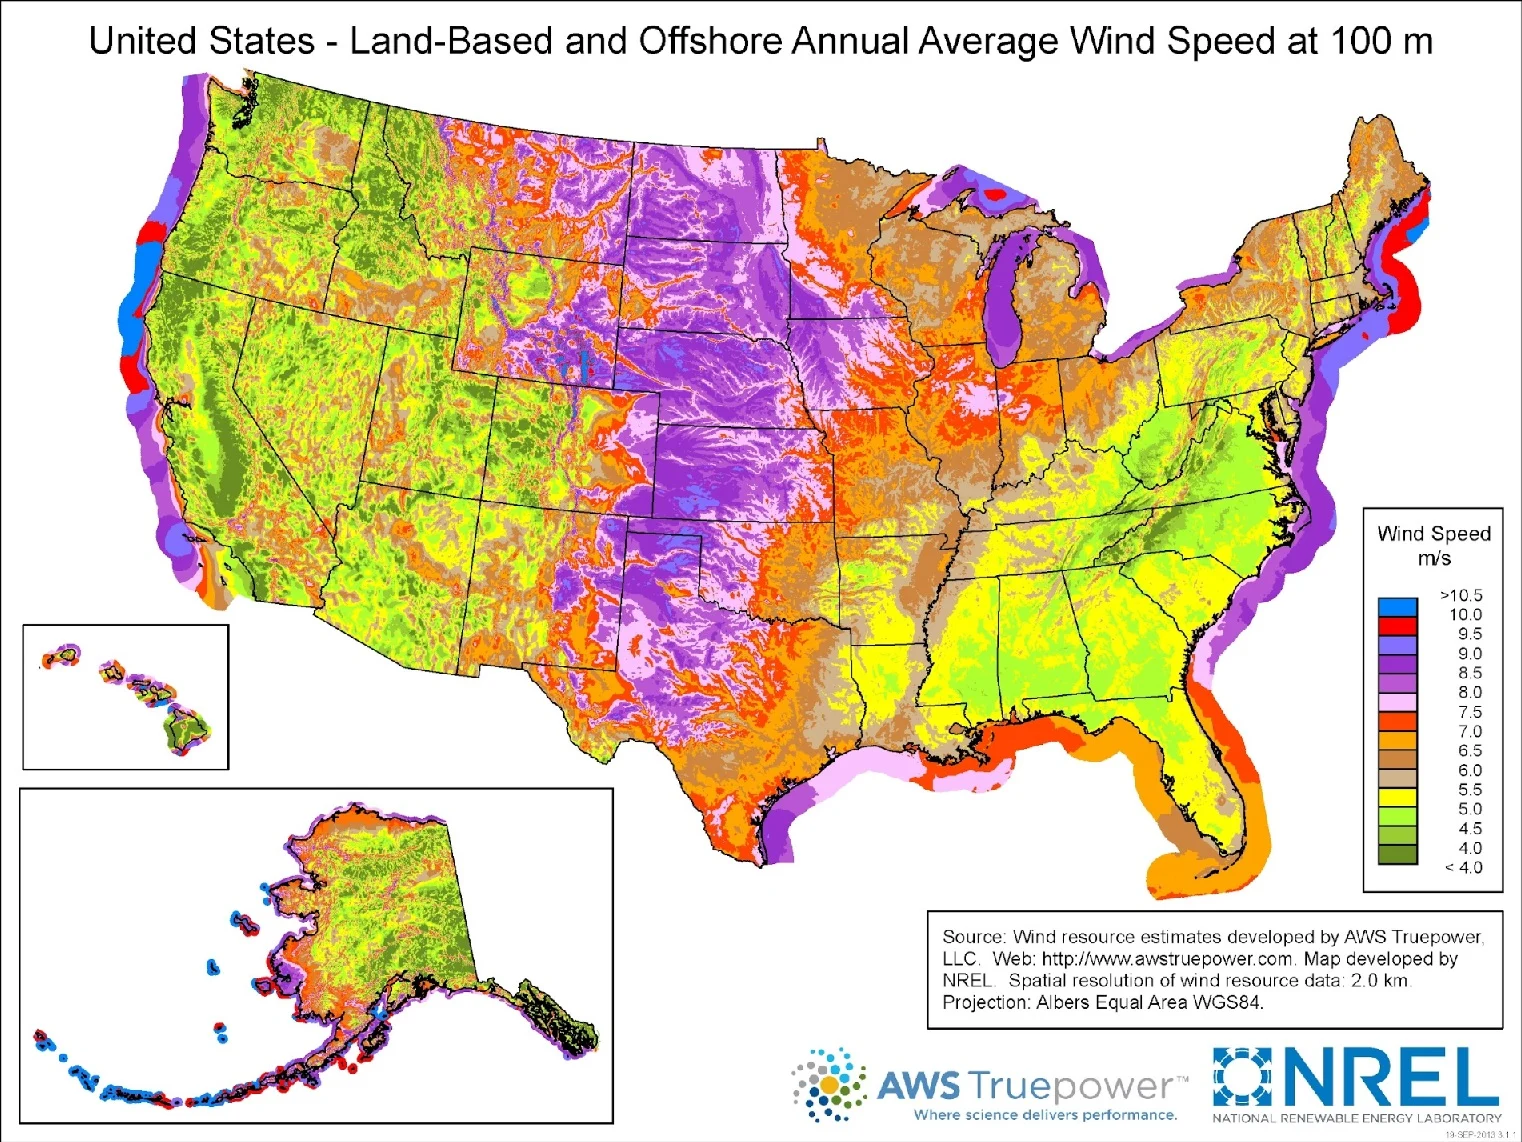 United States - Land-Based and Offshore Annual Average Wind Speed at 100 m
Wind Speed
m/s
>10.5
10.0
9.5
9.0
8.5
8.0
7.5
7.0
6.5
6.0
5.5
5.0
4.5
4.0
< 4.0
Source: Wind resource estimates developed by AWS Truepower,
LLC. Web: http://www.awstruepower.com. Map developed by
NREL. Spatial resolution of wind resource data: 2.0 km.
Projection: Albers Equal Area WGS84.
AWS Truepower™
Where science delivers performance.
NREL
NATIONAL RENEWABLE ENERGY LABORATORY
19-SEP-2013 3.1.1